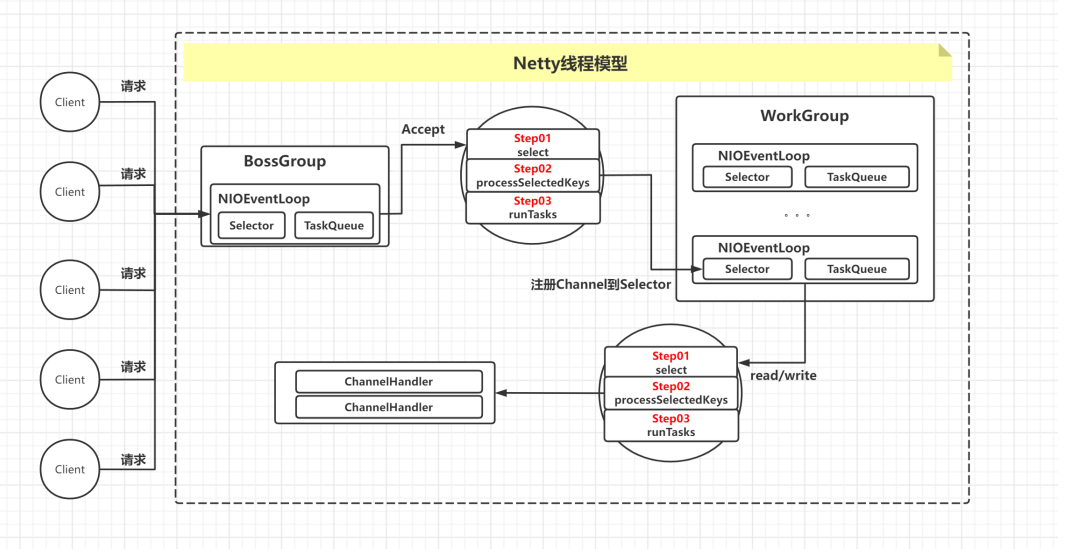 Netty线程模型
Client
请求
Client
请求
Client
请求
Client
请求
Client
请求
BossGroup
NIOEventLoop
Selector
TaskQueue
Accept
Step01
select
Step02
processSelectedKeys
Step03
runTasks
注册Channel到Selector
WorkGroup
NIOEventLoop
Selector
TaskQueue
。。。
NIOEventLoop
Selector
TaskQueue
read/write
Step01
select
Step02
processSelectedKeys
Step03
runTasks
ChannelHandler
ChannelHandler